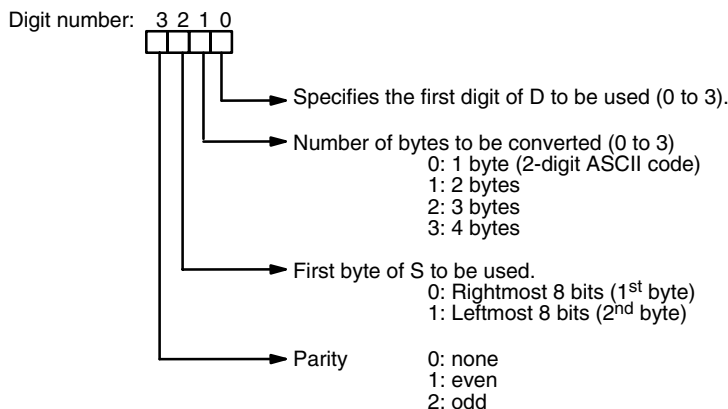 Digit number: 3 2 1 0
Specifies the first digit of D to be used (0 to 3).
Number of bytes to be converted (0 to 3)
0: 1 byte (2-digit ASCII code)
1: 2 bytes
2: 3 bytes
3: 4 bytes
First byte of S to be used.
0: Rightmost 8 bits (1st byte)
1: Leftmost 8 bits (2nd byte)
Parity 0: none
1: even
2: odd